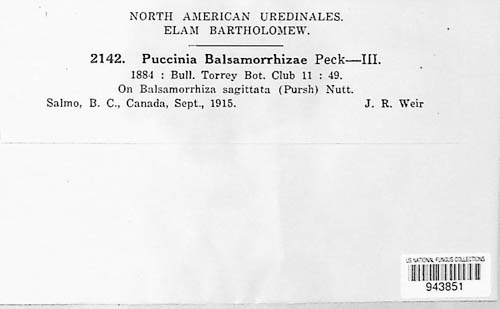 NORTH AMERICAN UREDINALES.
ELAM BARTHOLOMEW.
2142. Puccinia Balsamorrhizae Peck—III.
1884 : Bull. Torrey Bot. Club 11 : 49.
On Balsamorrhiza sagittata (Pursh) Nutt.
Salmo, B. C., Canada, Sept., 1915. J. R. Weir
US NATIONAL FUNGUS COLLECTIONS
943851